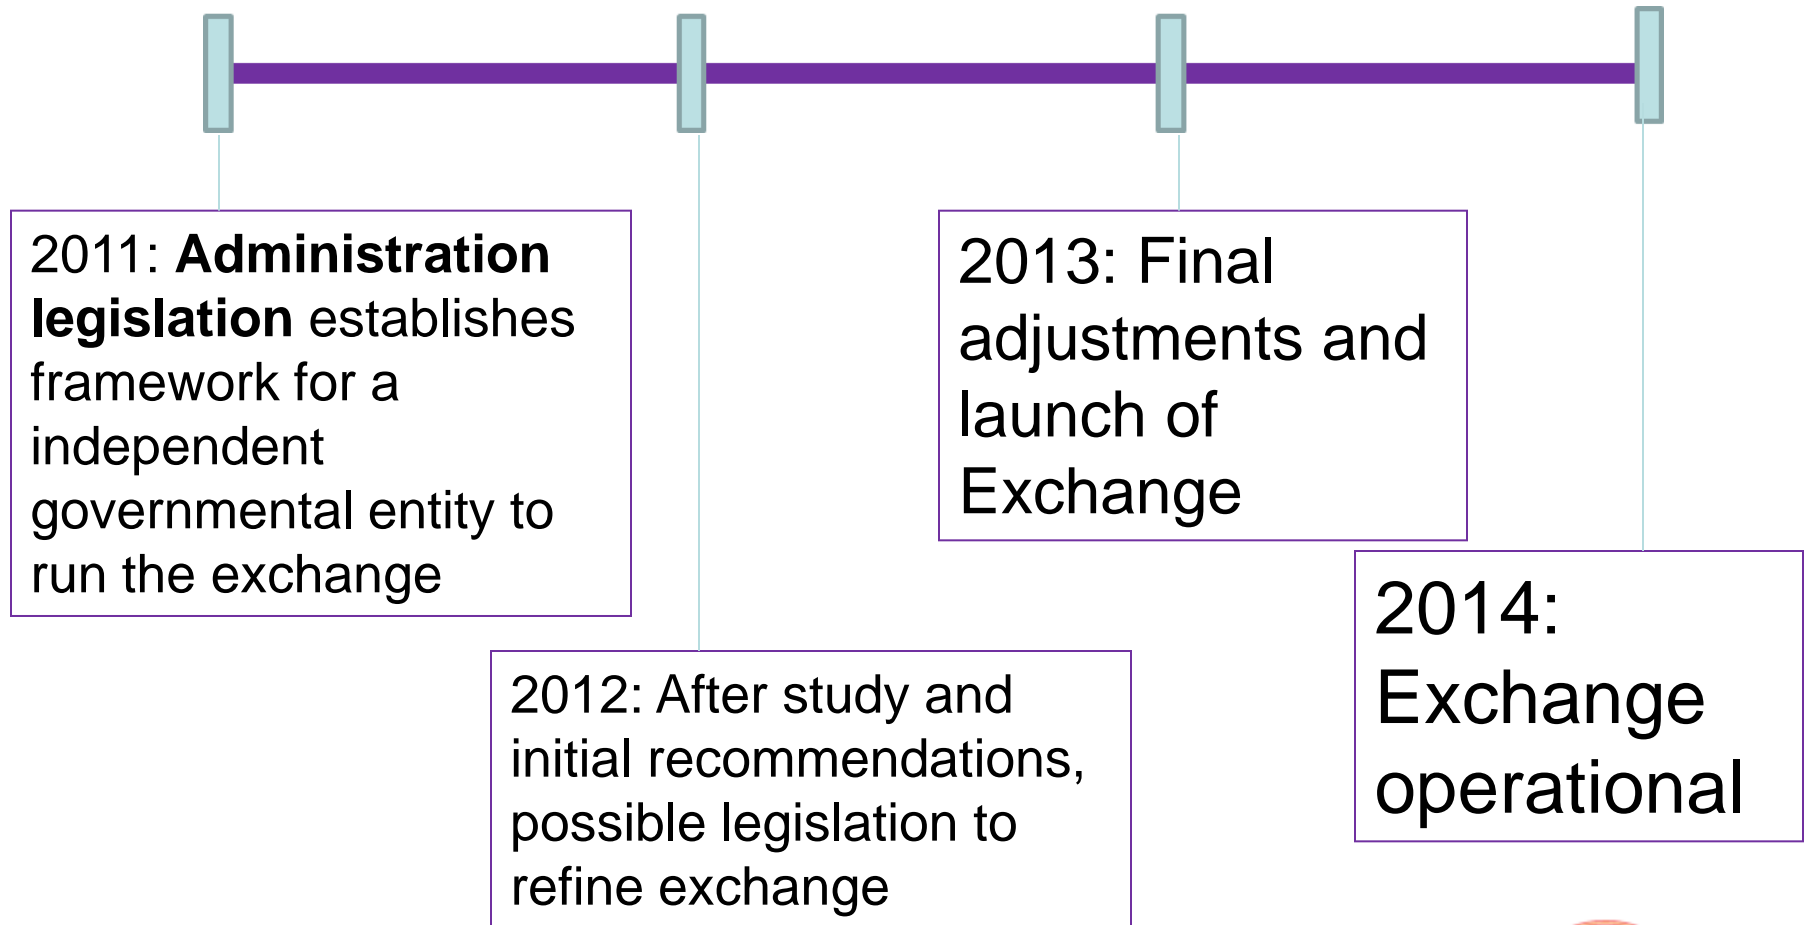 2011: Administration
legislation establishes
framework for a
independent
governmental entity to
run the exchange
2012: After study and
initial recommendations,
possible legislation to
refine exchange
2013: Final
adjustments and
launch of
Exchange
2014:
Exchange
operational